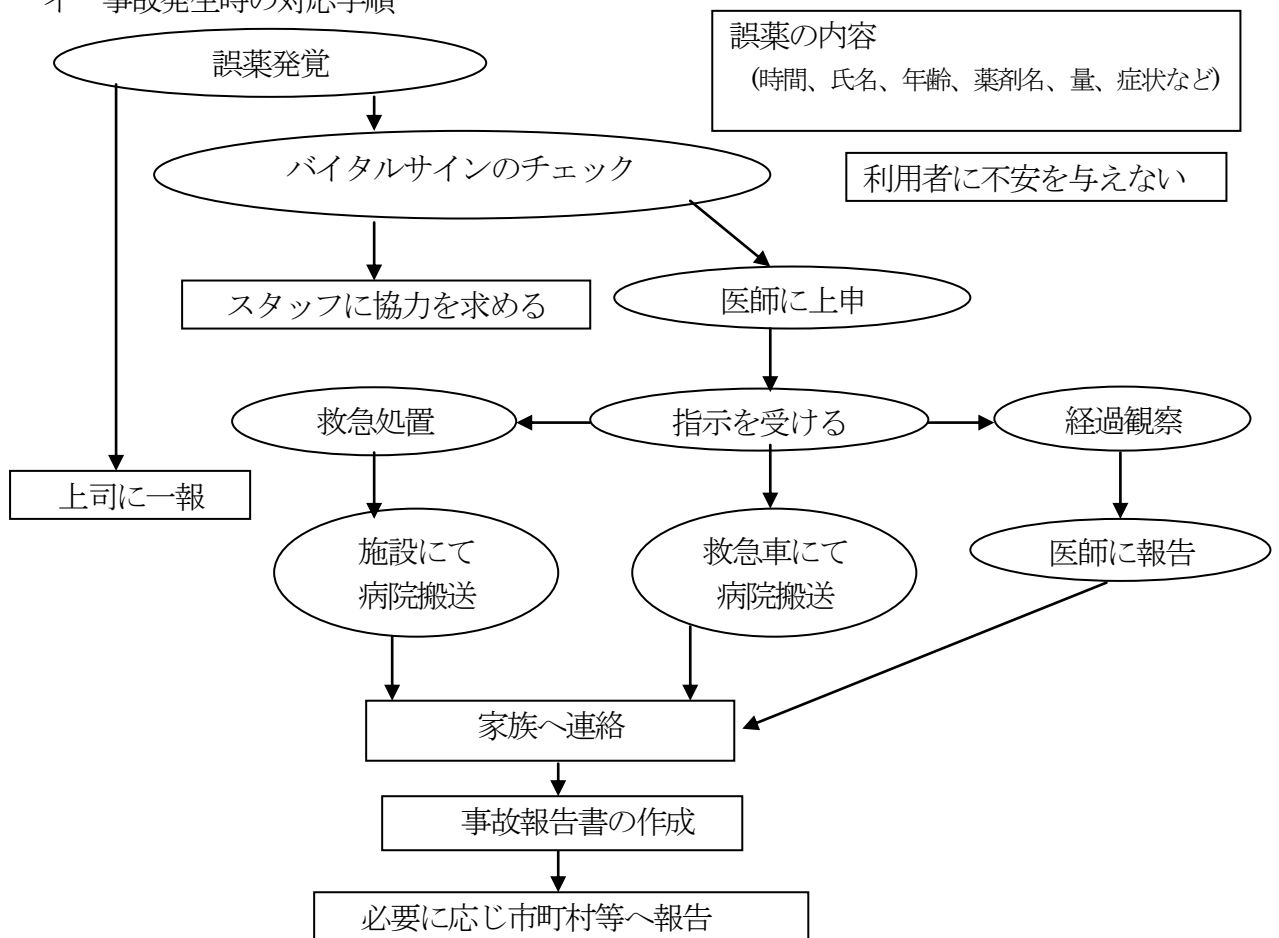 イ 事故発生時の対応手順
誤薬発覚
誤薬の内容
(時間、氏名、年齢、薬剤名、量、症状など)
バイタルサインのチェック
利用者に不安を与えない
スタッフに協力を求める
医師に上申
救急処置
指示を受ける
経過観察
上司に一報
施設にて
病院搬送
救急車にて
病院搬送
医師に報告
家族へ連絡
事故報告書の作成
必要に応じ市町村等へ報告